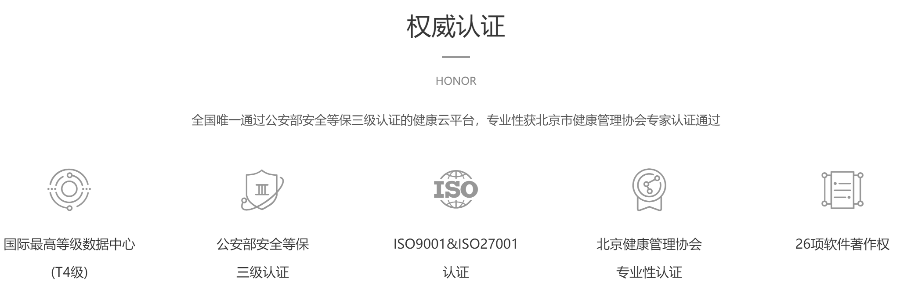 权威认证
HONOR
全国唯一通过公安部安全等保三级认证的健康云平台，专业性获北京市健康管理协会专家认证通过
ISO
国际最高等级数据中心
(T4级)
公安部安全等保
三级认证
ISO9001&ISO27001
认证
北京健康管理协会
专业性认证
26项软件著作权